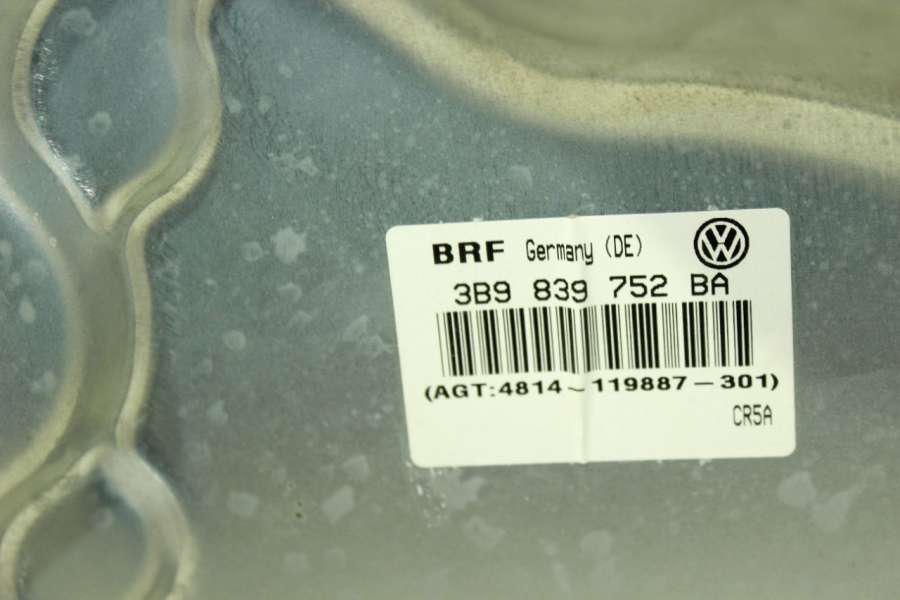 BRF Germany (DE)
3B9 839 752 BA
(AGT:4814-119887-301)
CR5A